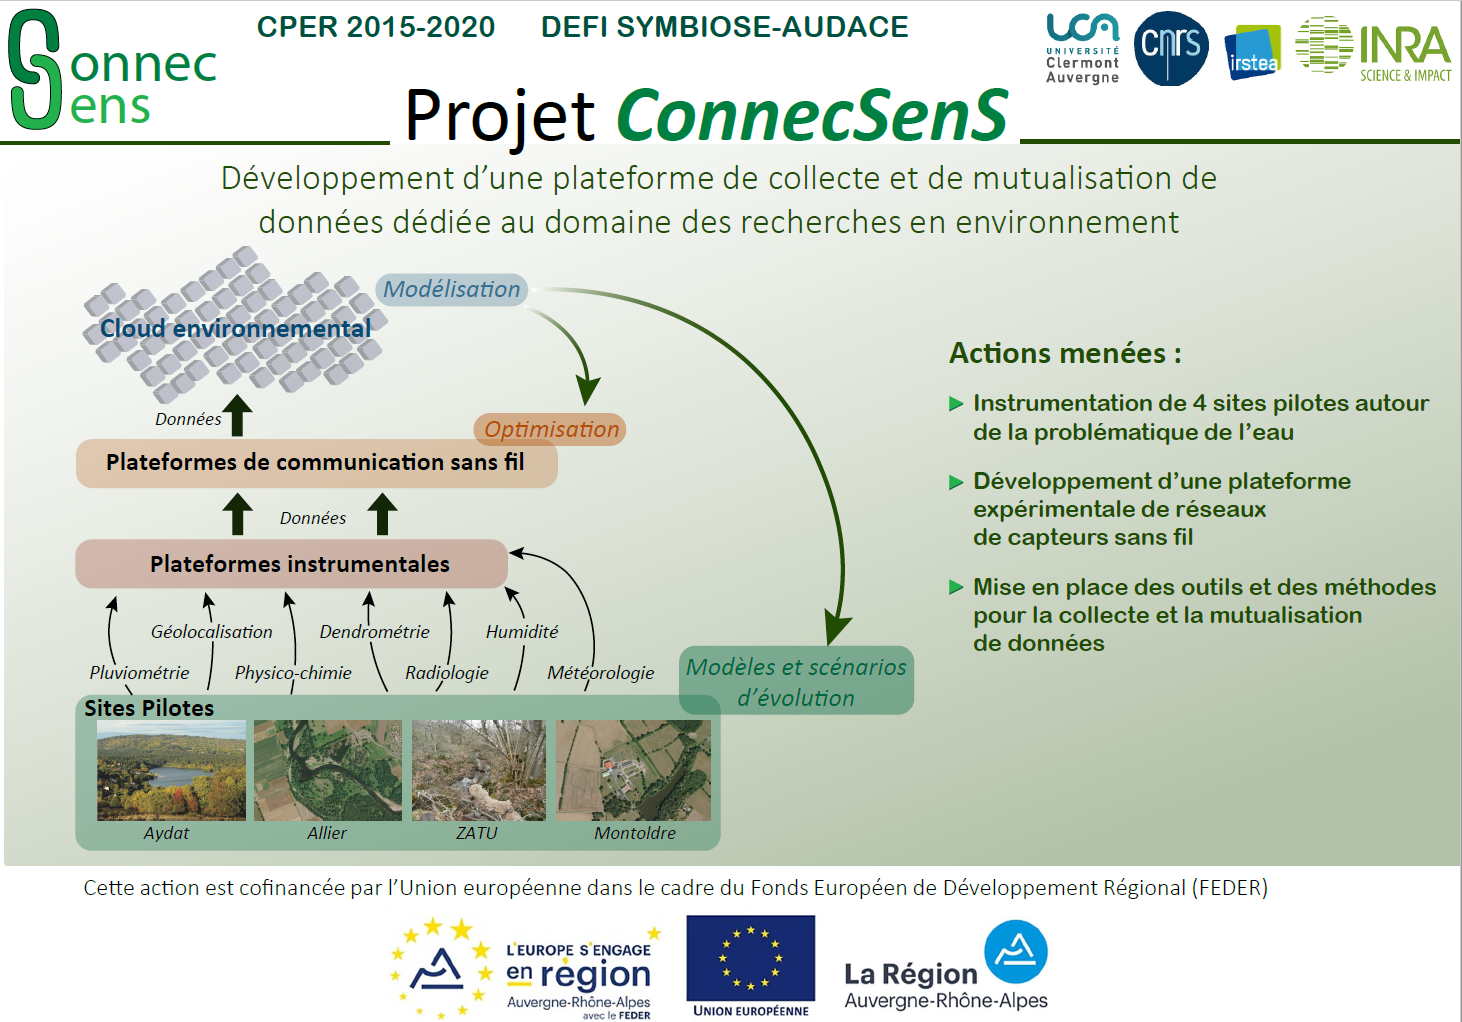 Connec
Sens
CPER 2015-2020 DEFI SYMBIOSE-AUDACE
UCA
UNIVERSITÉ
Clermont
Auvergne
cnrs
irstea
INRA
SCIENCE & IMPACT
Projet ConnecSenS
Développement d’une plateforme de collecte et de mutualisation de
données dédiée au domaine des recherches en environnement
Modélisation
Cloud environnemental
Données
Optimisation
Plateformes de communication sans fil
Données
Plateformes instrumentales
Géolocalisation Dendrométrie Humidité
Pluviométrie Physico-chimie Radiologie Météorologie
Modèles et scénarios
d’évolution
Sites Pilotes
Aydat Allier ZATU Montoldre
Actions menées :
Instrumentation de 4 sites pilotes autour
de la problématique de l’eau
Développement d’une plateforme
expérimentale de réseaux
de capteurs sans fil
Mise en place des outils et des méthodes
pour la collecte et la mutualisation
de données
Cette action est cofinancée par l’Union européenne dans le cadre du Fonds Européen de Développement Régional (FEDER)
L'EUROPE S'ENGAGE
en région
Auvergne-Rhône-Alpes
avec le FEDER
UNION EUROPÉENNE
La Région
Auvergne-Rhône-Alpes